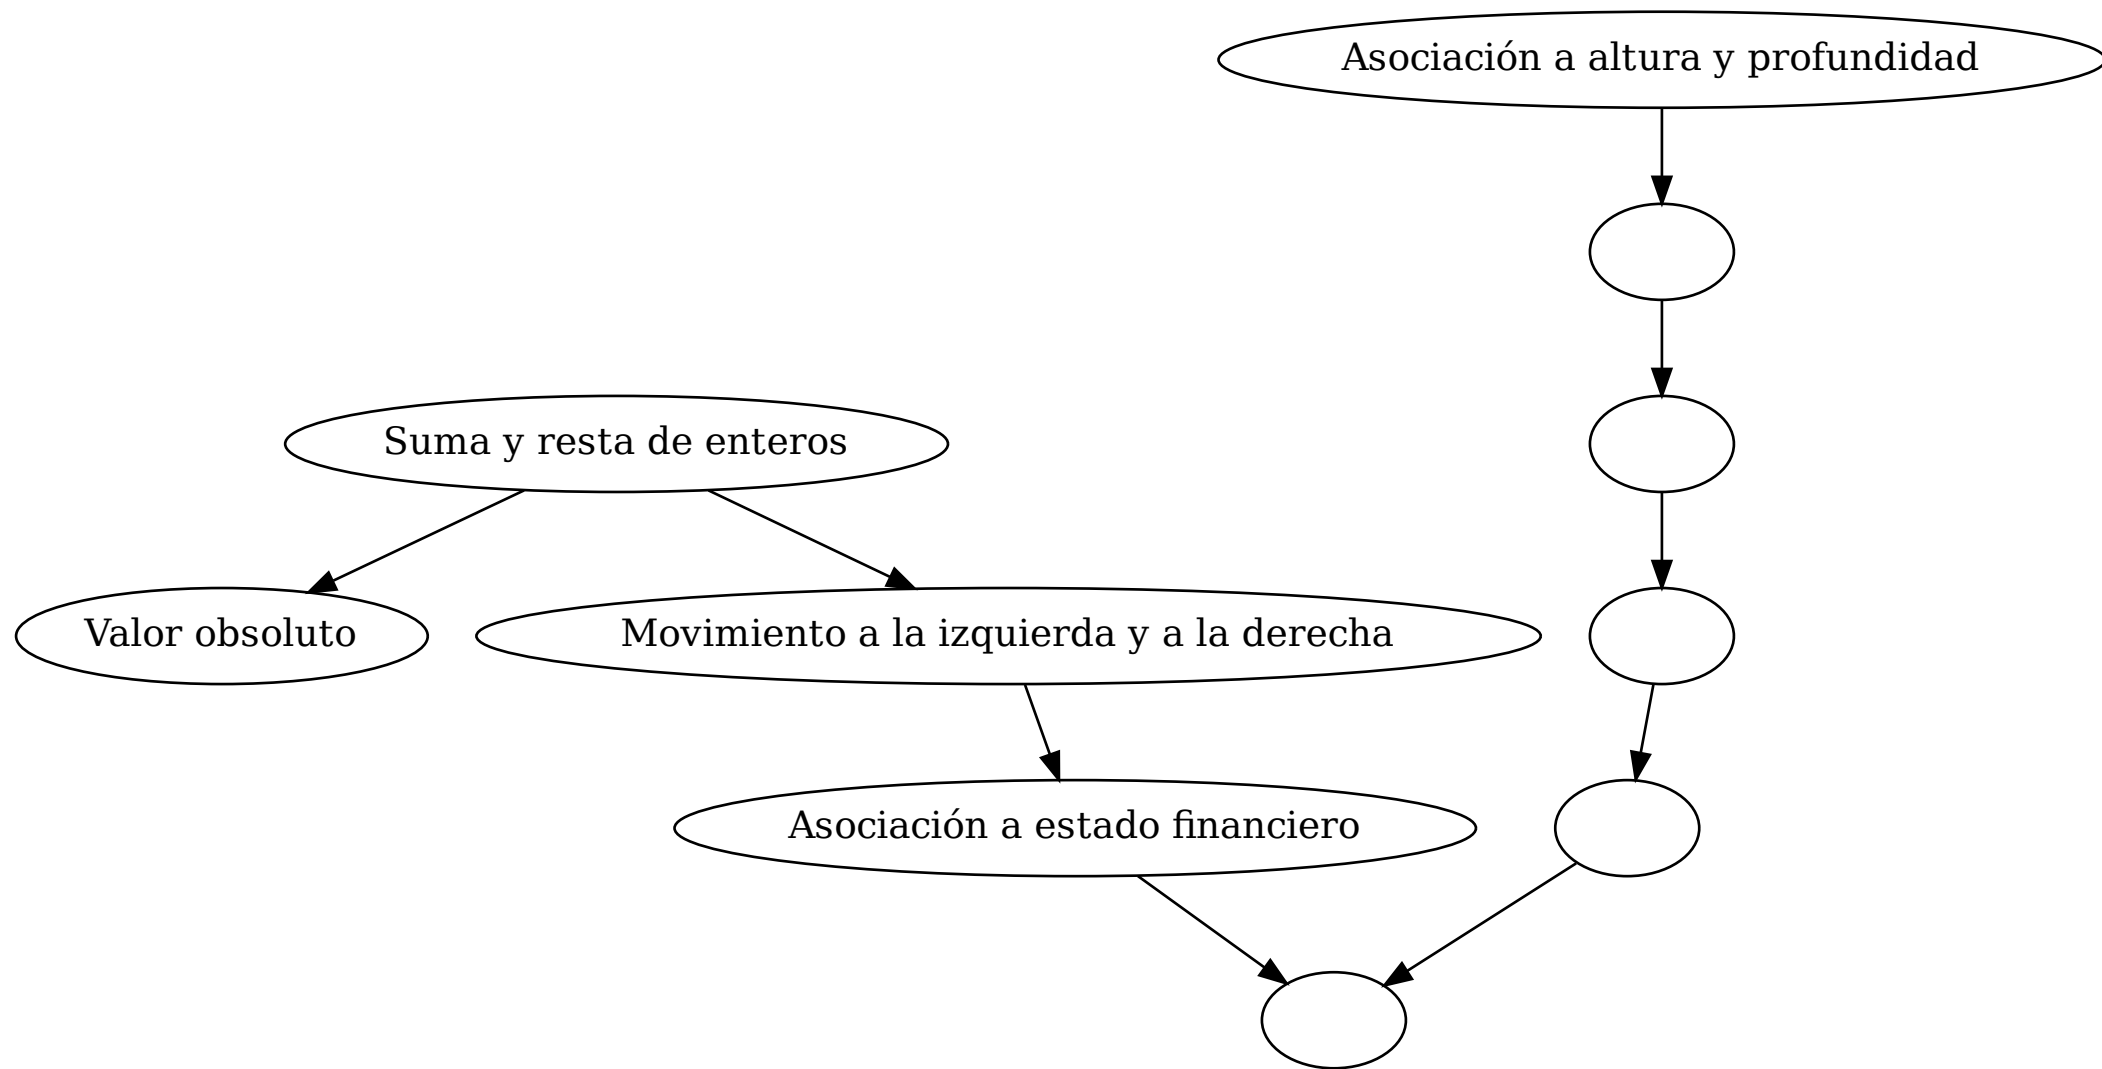 Asociación a altura y profundidad
Suma y resta de enteros
Valor obsoluto
Movimiento a la izquierda y a la derecha
Asociación a estado financiero